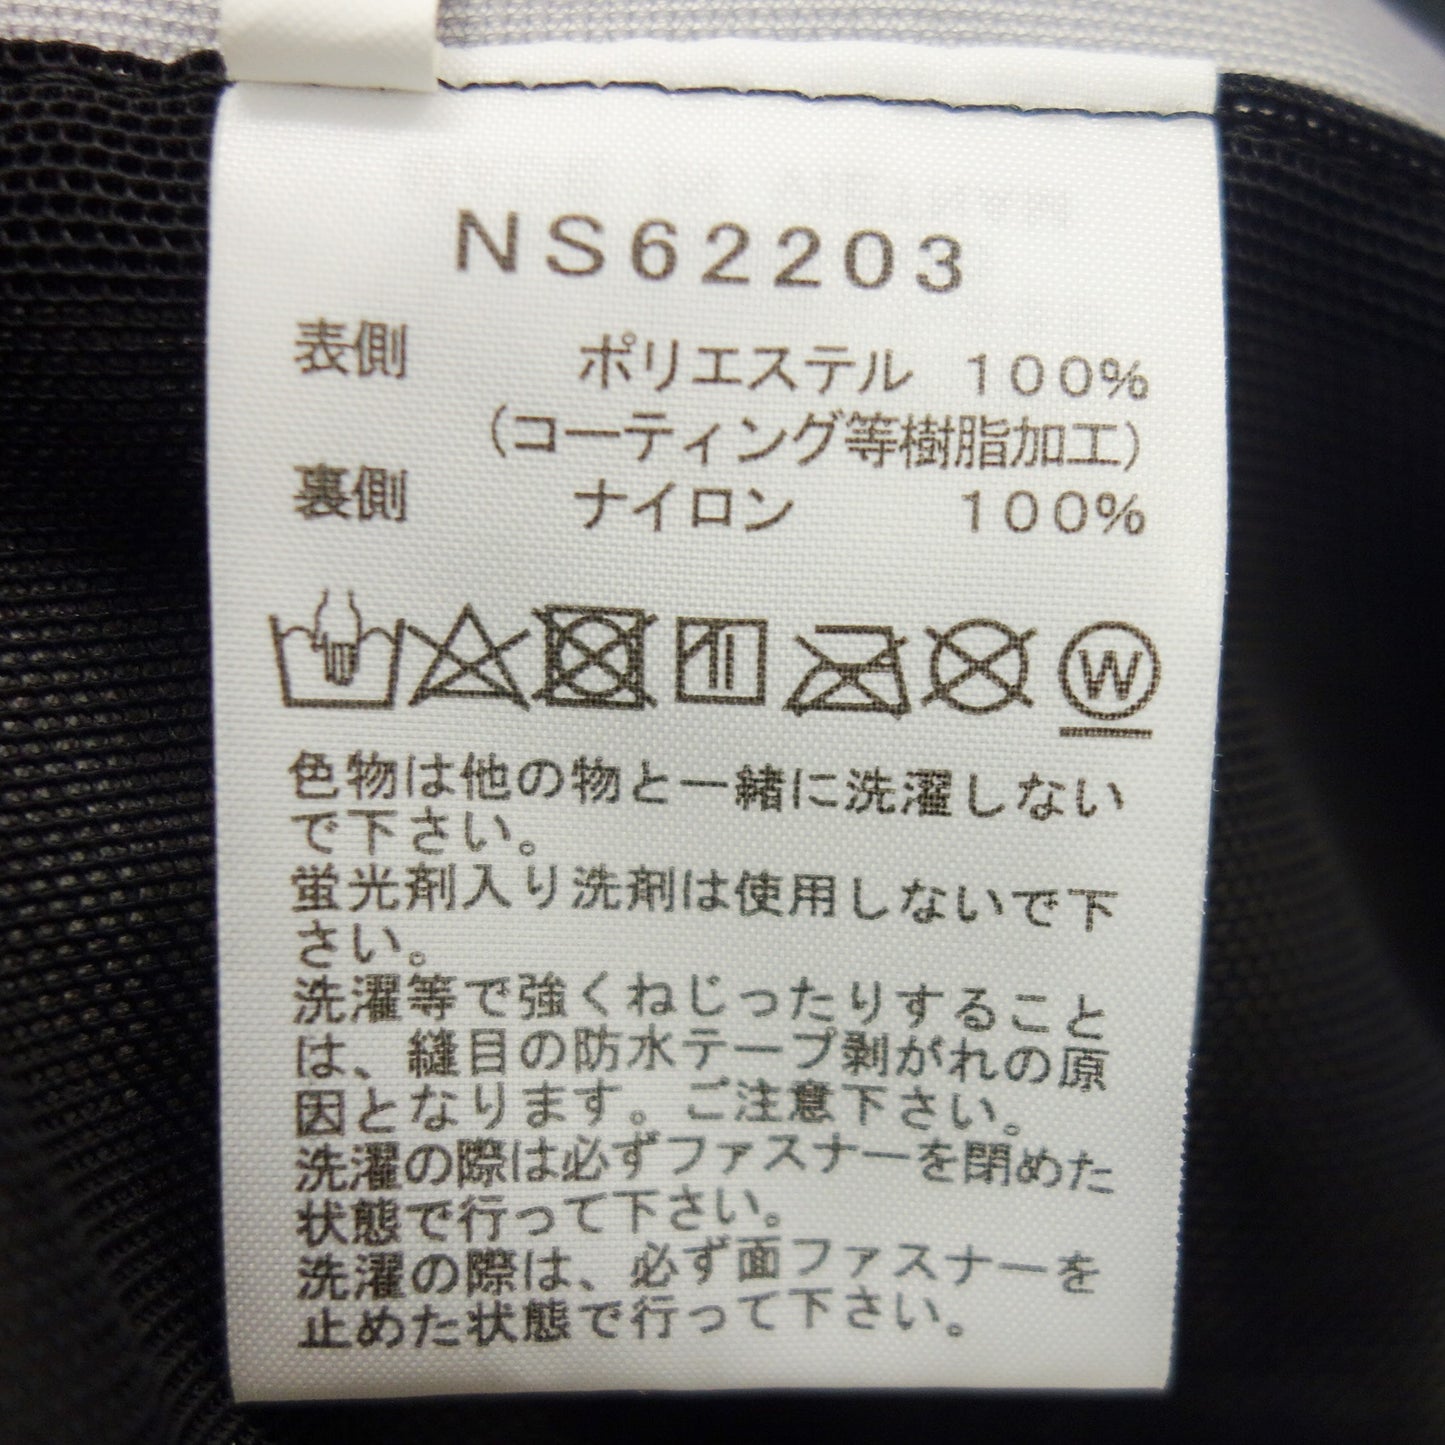 NS62203
表側 ポリエステル 100%
(コーティング等樹脂加工)
裏側 ナイロン 100%
W
色物は他の物と一緒に洗濯しない
で下さい。
蛍光剤入り洗剤は使用しないで下
さい。
洗濯等で強くねじったりすること
は、縫目の防水テープ剥がれの原
因となります。ご注意下さい。
洗濯の際は必ずファスナーを閉めた
状態で行って下さい。
洗濯の際は、必ず面ファスナーを
止めた状態で行って下さい。